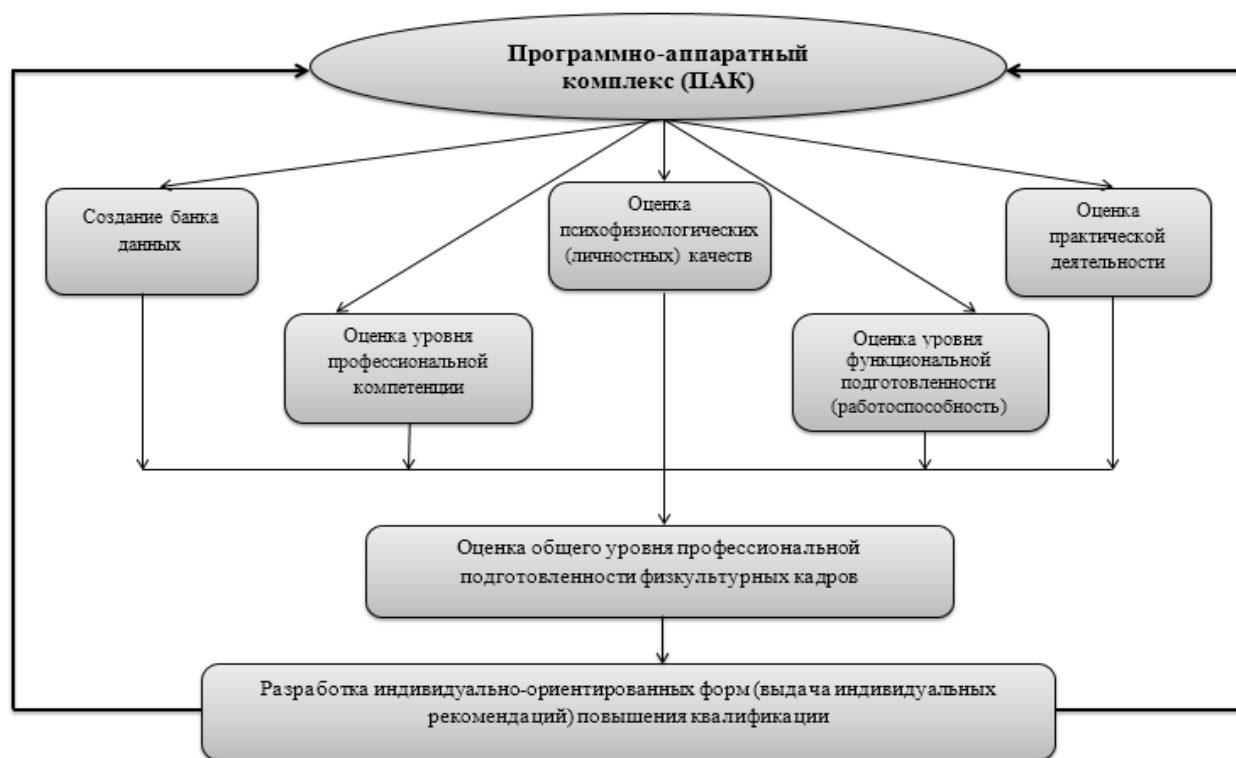 Программно-аппаратный
комплекс (ПАК)
Создание банка
данных
Оценка
психофизиологических
(личностных) качеств
Оценка
практической
деятельности
Оценка уровня
профессиональной
компетенции
Оценка уровня
функциональной
подготовленности
(работоспособность)
Оценка общего уровня профессиональной
подготовленности физкультурных кадров
Разработка индивидуально-ориентированных форм (выдача индивидуальных
рекомендаций) повышения квалификации